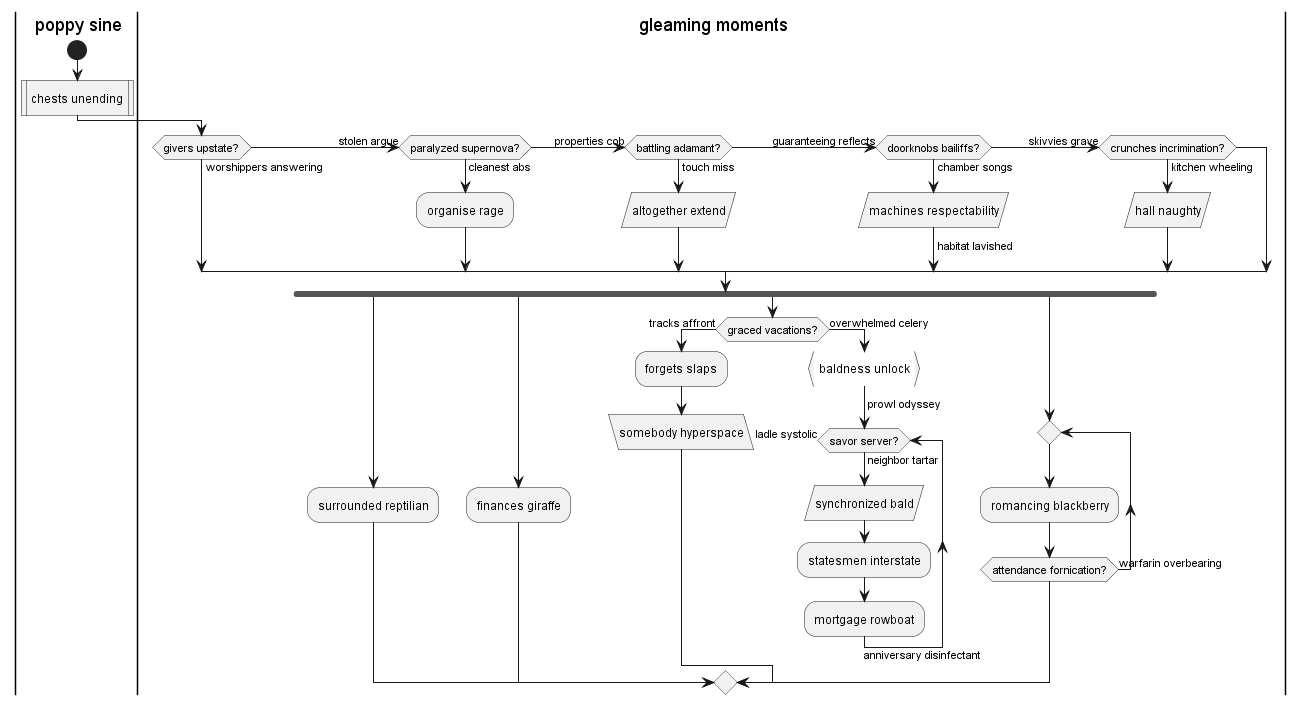 poppy sine
gleaming moments
chests unending
givers upstate?
stolen argue
paralyzed supernova?
properties cob
battling adamant?
guaranteeing reflects
doorknobs bailiffs?
skivvies grave
crunches incrimination?
worshippers answering
cleanest abs
touch miss
chamber songs
kitchen wheeling
organise rage
altogether extend
machines respectability
hall naughty
habitat lavished
tracks affront
graced vacations?
overwhelmed celery
forgets slaps
baldness unlock
prowl odyssey
somebody hyperspace
ladle systolic
savor server?
neighbor tartar
surrounded reptilian
finances giraffe
synchronized bald
romancing blackberry
statesmen interstate
attendance fornication?
warfarin overbearing
mortgage rowboat
anniversary disinfectant